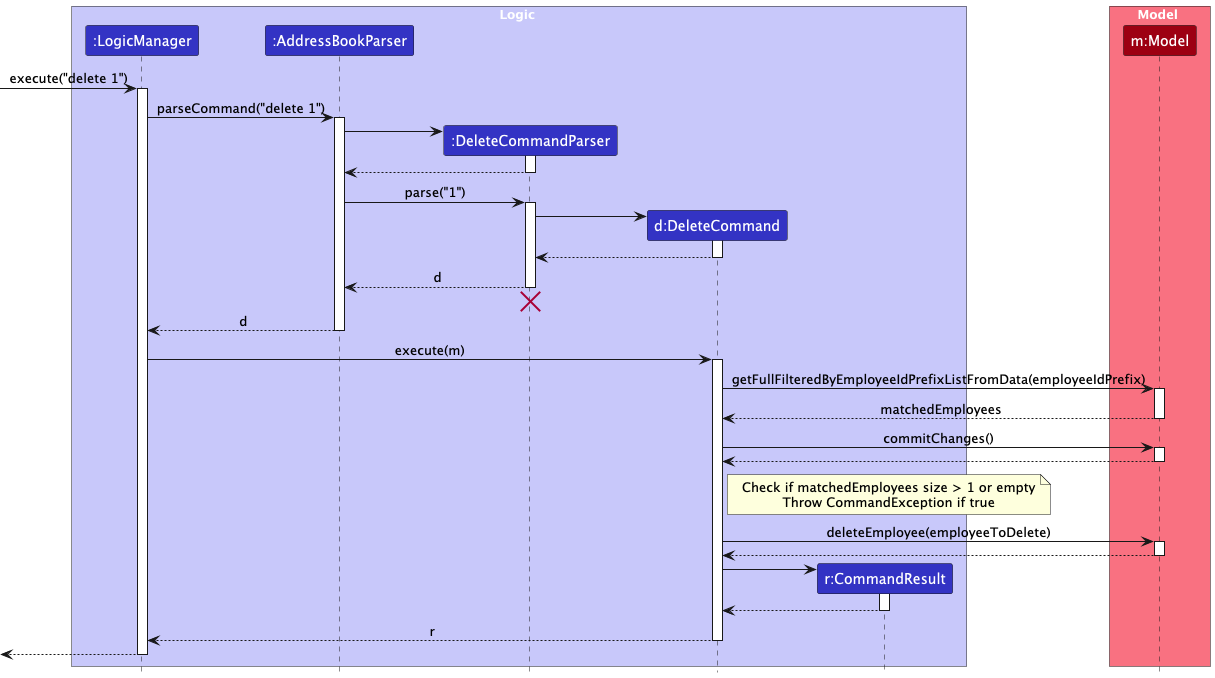 Logic
Model
:LogicManager
:AddressBookParser
m:Model
execute("delete 1")
parseCommand("delete 1")
:DeleteCommandParser
parse("1")
d:DeleteCommand
d
d
execute(m)
getFullFilteredByEmployeeIdPrefixListFromData(employeeIdPrefix)
matchedEmployees
commitChanges()
Check if matchedEmployees size > 1 or empty
Throw CommandException if true
deleteEmployee(employeeToDelete)
r:CommandResult
r